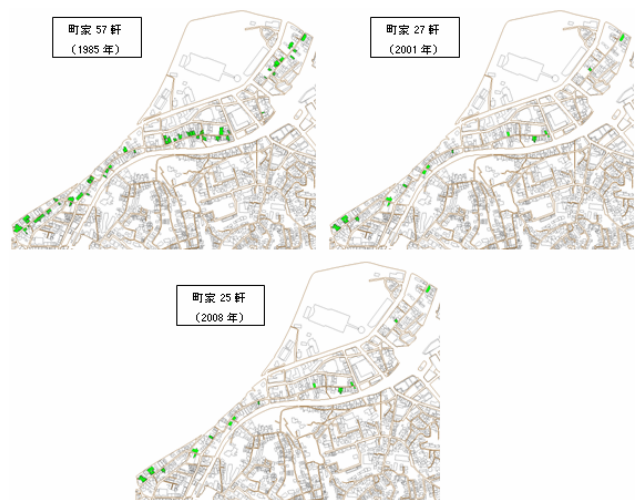 町家 57 軒
（1985 年）
町家 27 軒
（2001 年）
町家 25 軒
（2008 年）